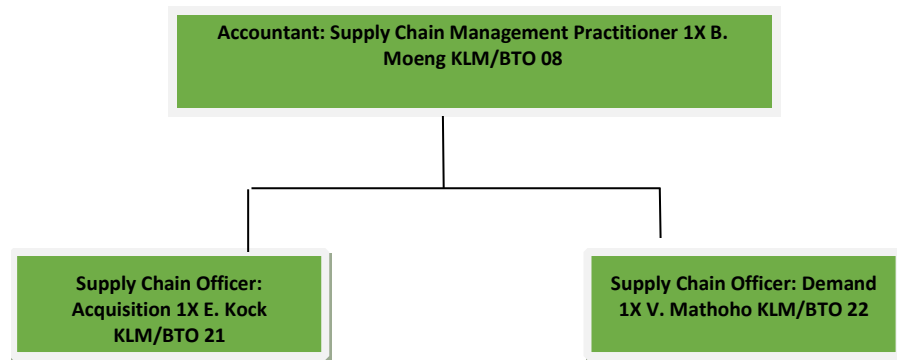 Accountant: Supply Chain Management Practitioner 1X B.
Moeng KLM/BTO 08
Supply Chain Officer:
Acquisition 1X E. Kock
KLM/BTO 21
Supply Chain Officer: Demand
1X V. Mathoho KLM/BTO 22